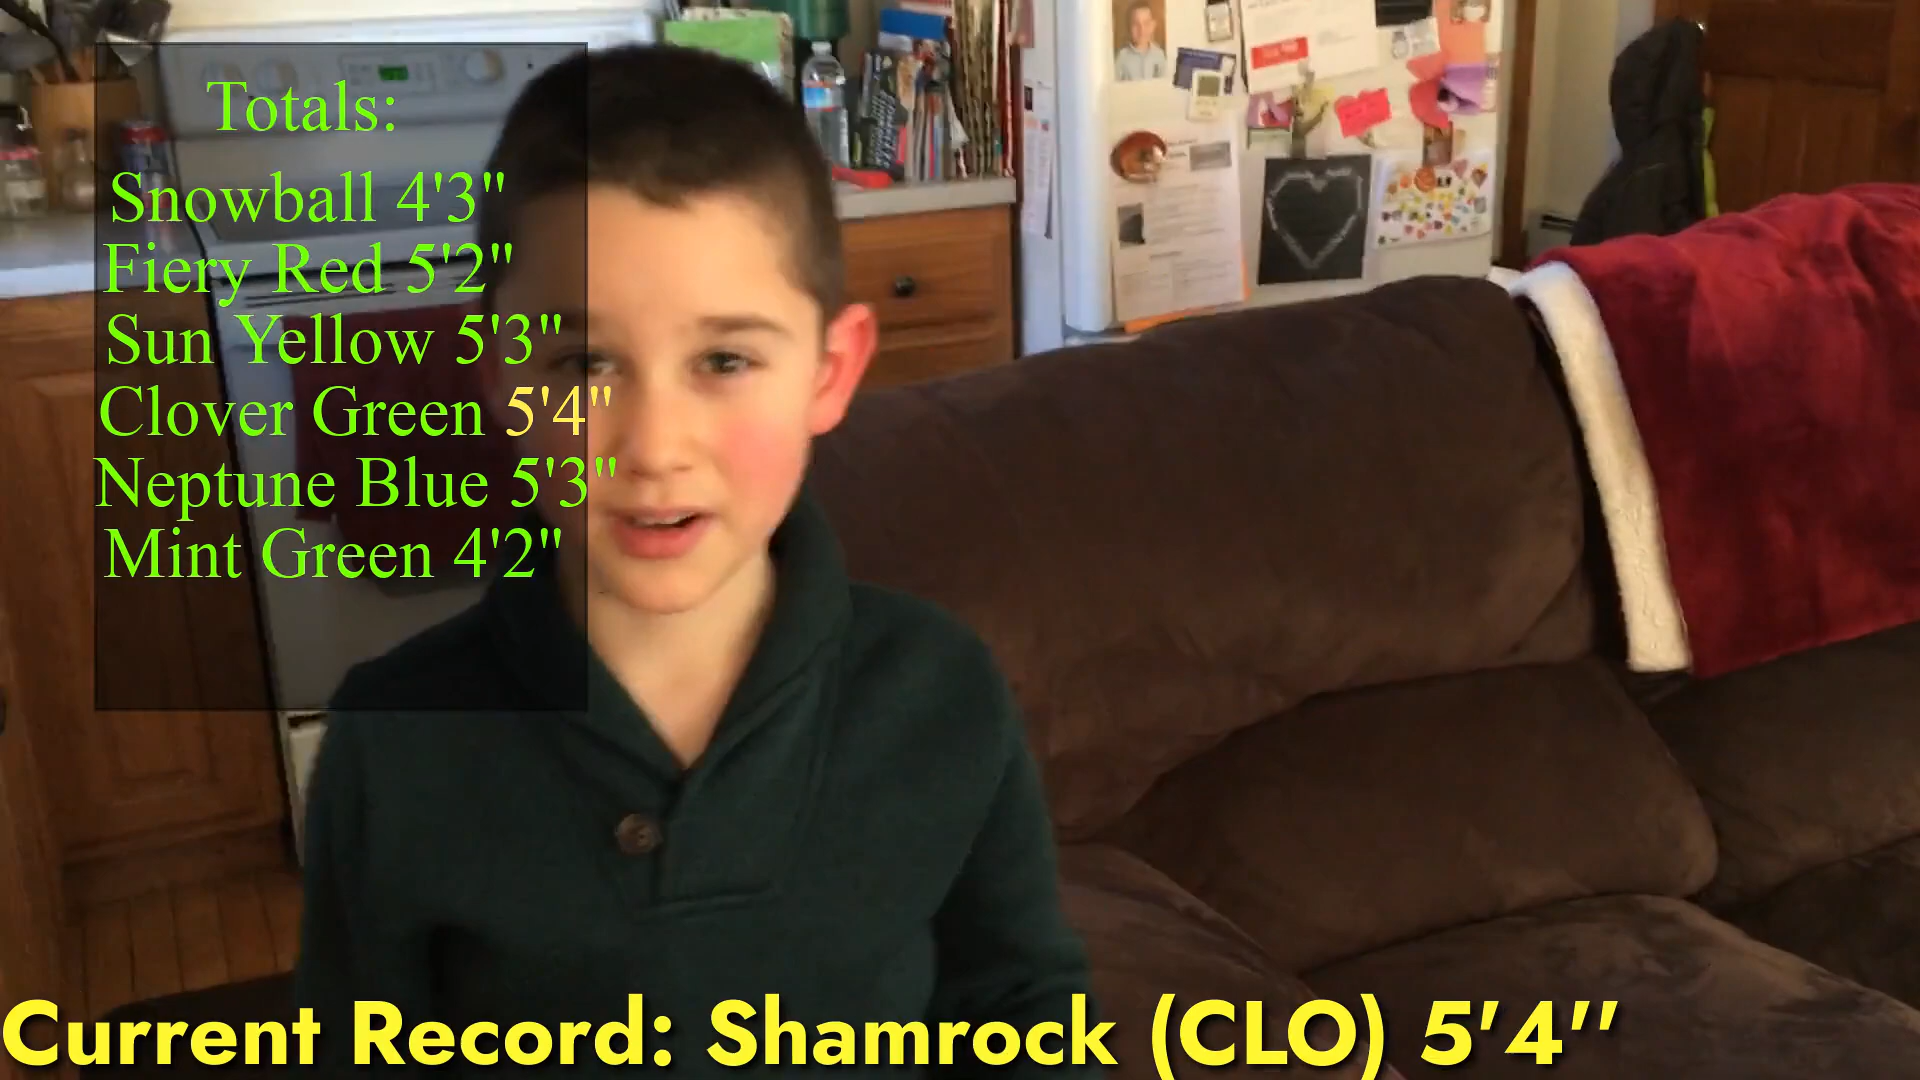 Totals:
Snowball 4'3"
Fiery Red 5'2"
Sun Yellow 5'3"
Clover Green 5'4"
Neptune Blue 5'3"
Mint Green 4'2"
Current Record: Shamrock (CLO) 5'4''